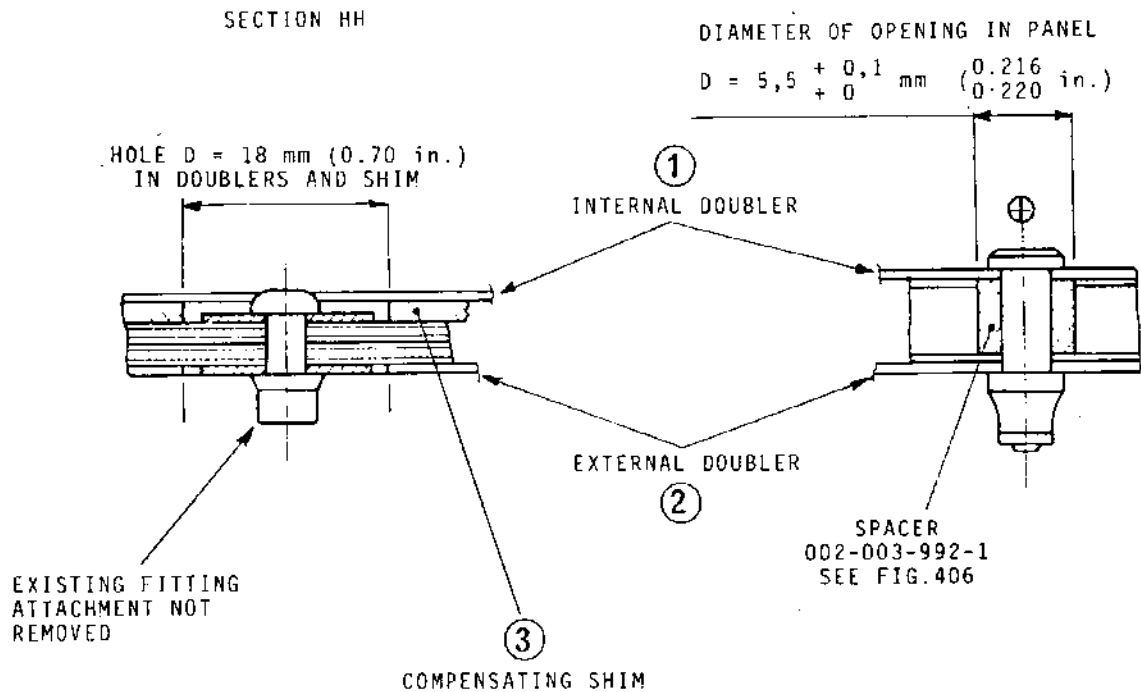 SECTION HH
DIAMETER OF OPENING IN PANEL
D = 5,5 + 0,1 + 0 mm (0.216 0.220 in.)
HOLE D = 18 mm (0.70 in.)
IN DOUBLERS AND SHIM
1
INTERNAL DOUBLER
EXTERNAL DOUBLER
2
SPACER
002-003-992-1
SEE FIG.406
EXISTING FITTING
ATTACHMENT NOT
REMOVED
3
COMPENSATING SHIM